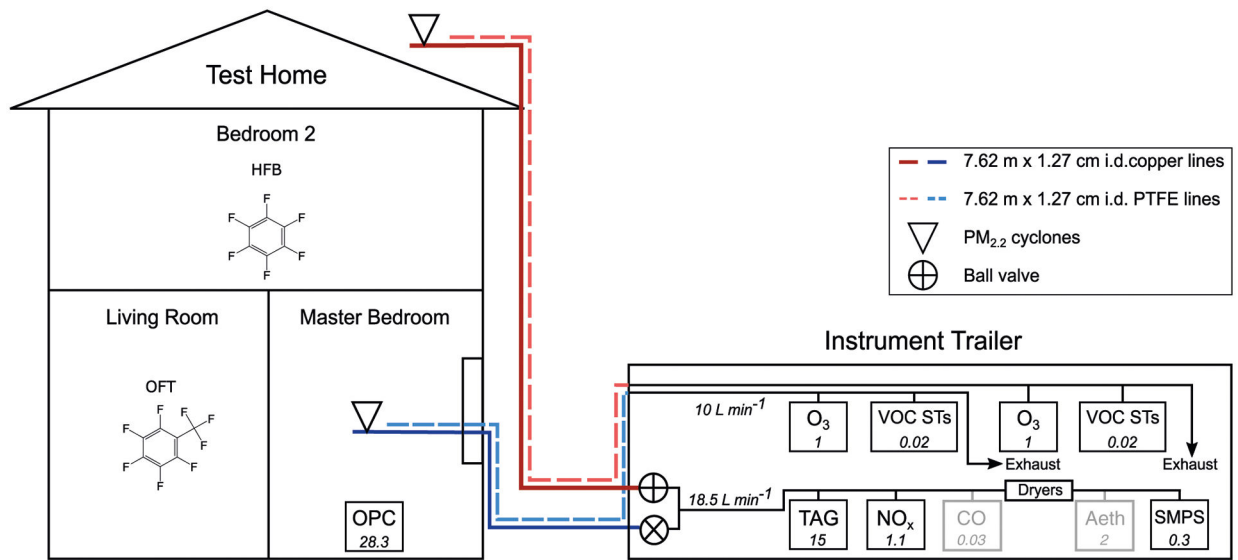 Test Home
Bedroom 2
HFB
F
F F
F F
F
Living Room
Master Bedroom
OFT
F
F
F
F
F
F
F
F
OPC
28.3
7.62 m x 1.27 cm i.d.copper lines
7.62 m x 1.27 cm i.d. PTFE lines
PM2.2 cyclones
Ball valve
Instrument Trailer
10 L min-1
O3
1
VOC STs
0.02
O3
1
VOC STs
0.02
Exhaust
Exhaust
18.5 L min-1
Dryers
TAG
15
NOx
1.1
CO
0.03
Aeth
2
SMPS
0.3